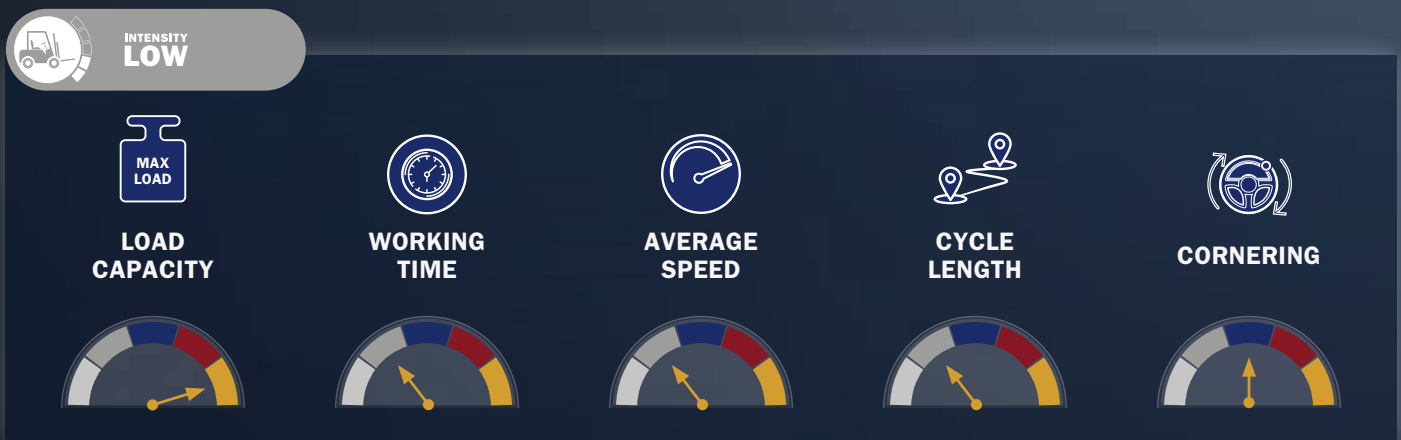 INTENSITY
LOW
MAX
LOAD
LOAD
CAPACITY
WORKING
TIME
AVERAGE
SPEED
CYCLE
LENGTH
CORNERING